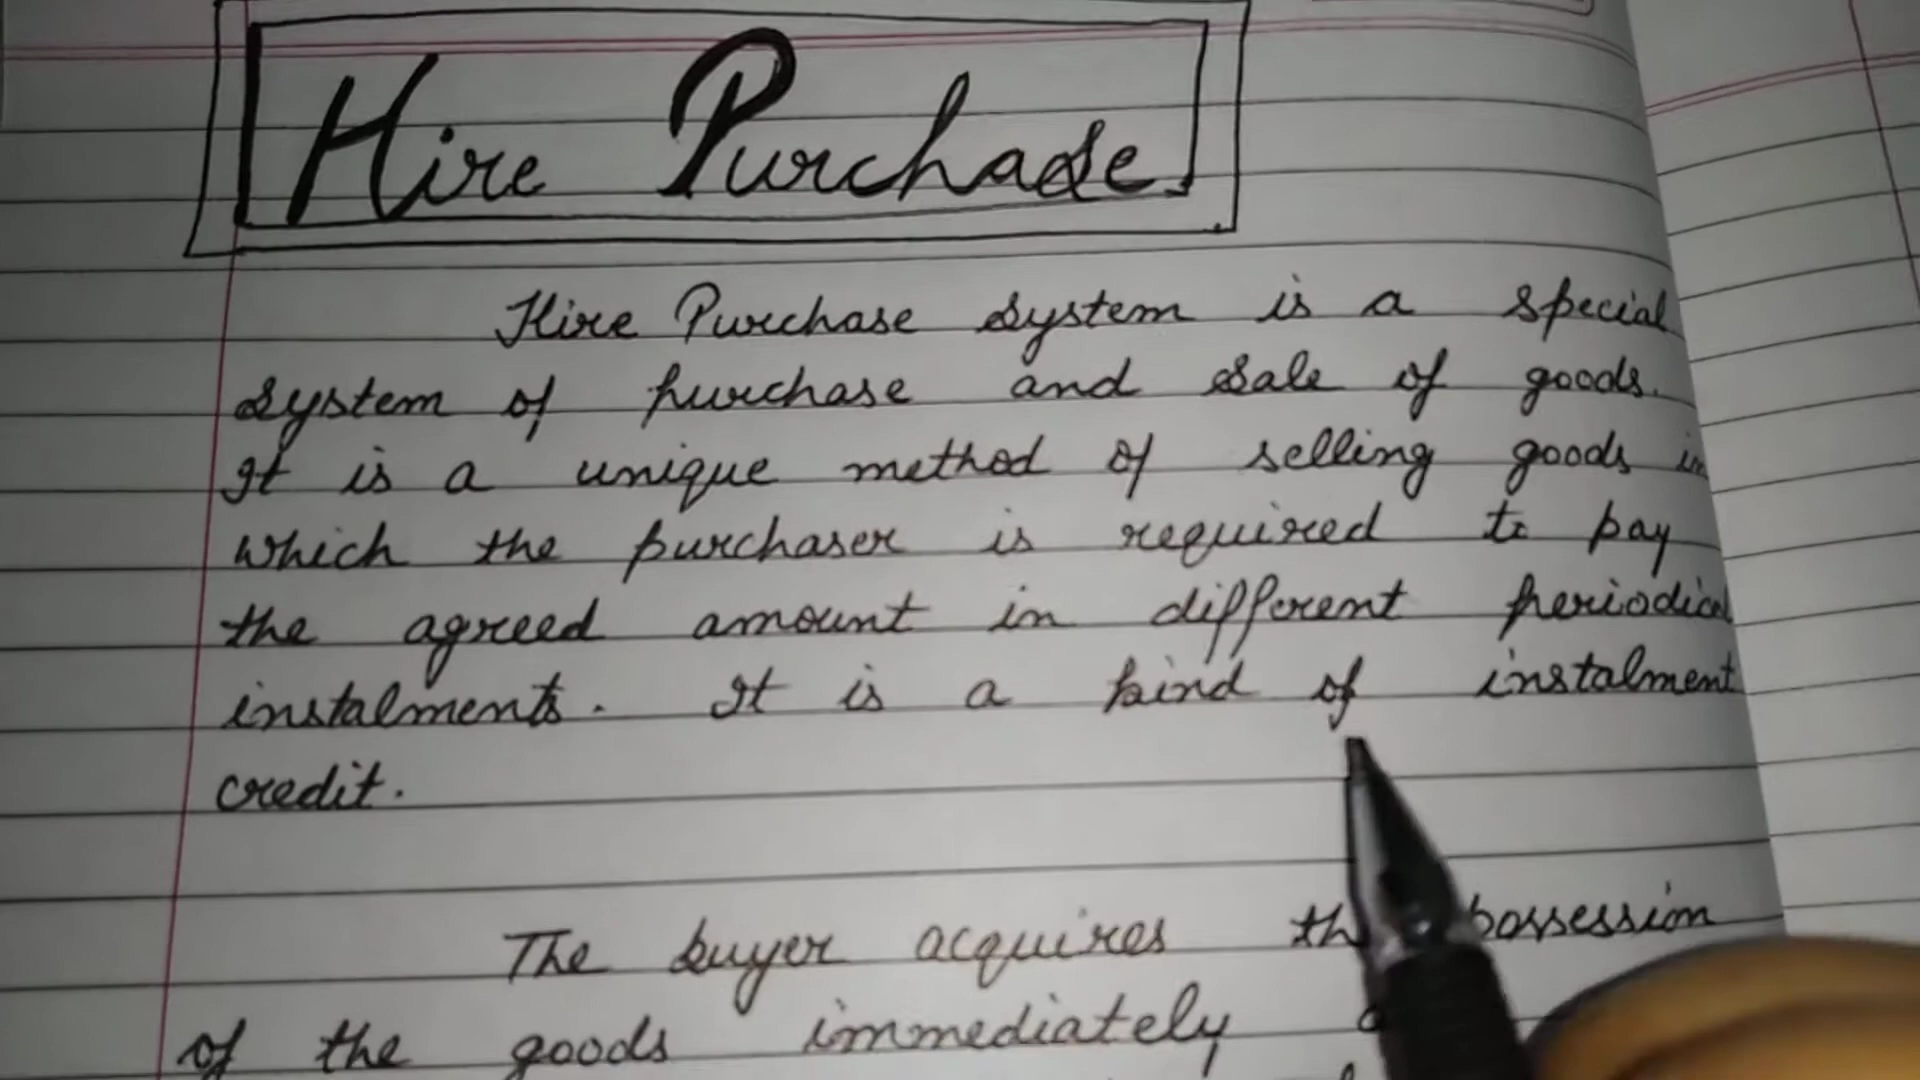 Hire Purchase
Hire Purchase system is a special
system of purchase and sale of goods.
It is a unique method of selling goods in
which the purchaser is required to pay
the agreed amount in different periodical
instalments. It is a kind of instalment
credit.
The buyer acquires possession
of the goods immediately